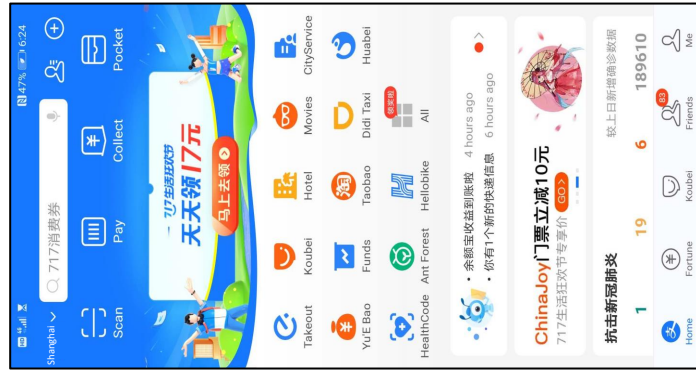 47% 6:24
Shanghai
717消费券
Scan
Pay
Collect
Pocket
717生活狂欢节
天天领17元
马上去领
Takeout
Koubei
Hotel
Movies
CityService
Yu'E Bao
Funds
Taobao
Didi Taxi
Huabei
HealthCode
Ant Forest
Hellobike
All
· 余额宝收益到账啦 4 hours ago
· 你有1个新的快递信息 6 hours ago
ChinaJoy门票立减10元
717生活狂欢节专享价 GO>
抗击新冠肺炎
较上日新增确诊数据
1
19
6
189610
83
Home
Fortune
Koubei
Friends
Me